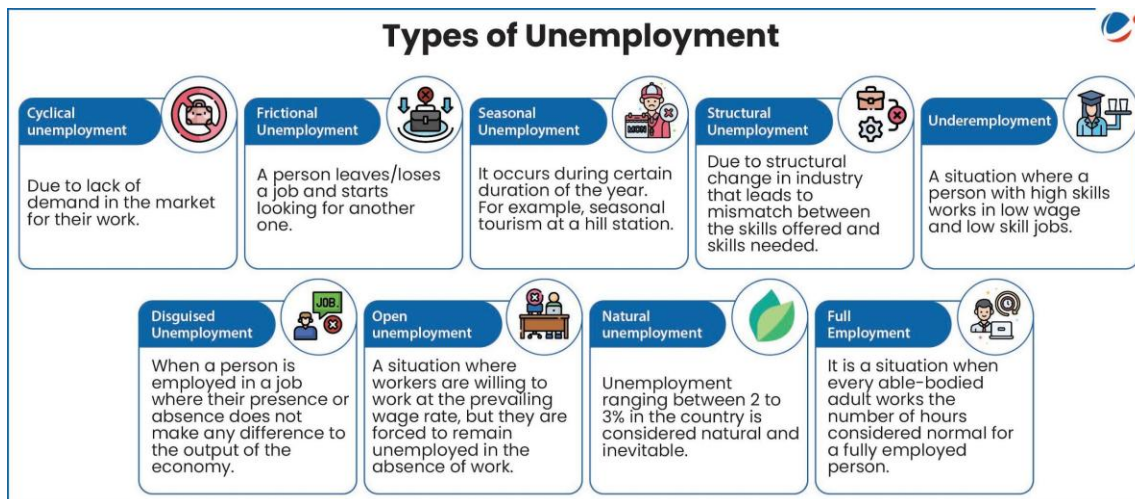 Types of Unemployment
Cyclical
unemployment
Due to lack of
demand in the market
for their work.
Frictional
Unemployment
A person leaves/loses
a job and starts
looking for another
one.
Seasonal
Unemployment
MON
It occurs during certain
duration of the year.
For example, seasonal
tourism at a hill station.
Structural
Unemployment
Due to structural
change in industry
that leads to
mismatch between
the skills offered and
skills needed.
Underemployment
A situation where a
person with high skills
works in low wage
and low skill jobs.
Disguised
Unemployment
JOB
When a person is
employed in a job
where their presence or
absence does not
make any difference to
the output of the
economy.
Open
unemployment
A situation where
workers are willing to
work at the prevailing
wage rate, but they are
forced to remain
unemployed in the
absence of work.
Natural
unemployment
Unemployment
ranging between 2 to
3% in the country is
considered natural and
inevitable.
Full
Employment
It is a situation when
every able-bodied
adult works the
number of hours
considered normal for
a fully employed
person.